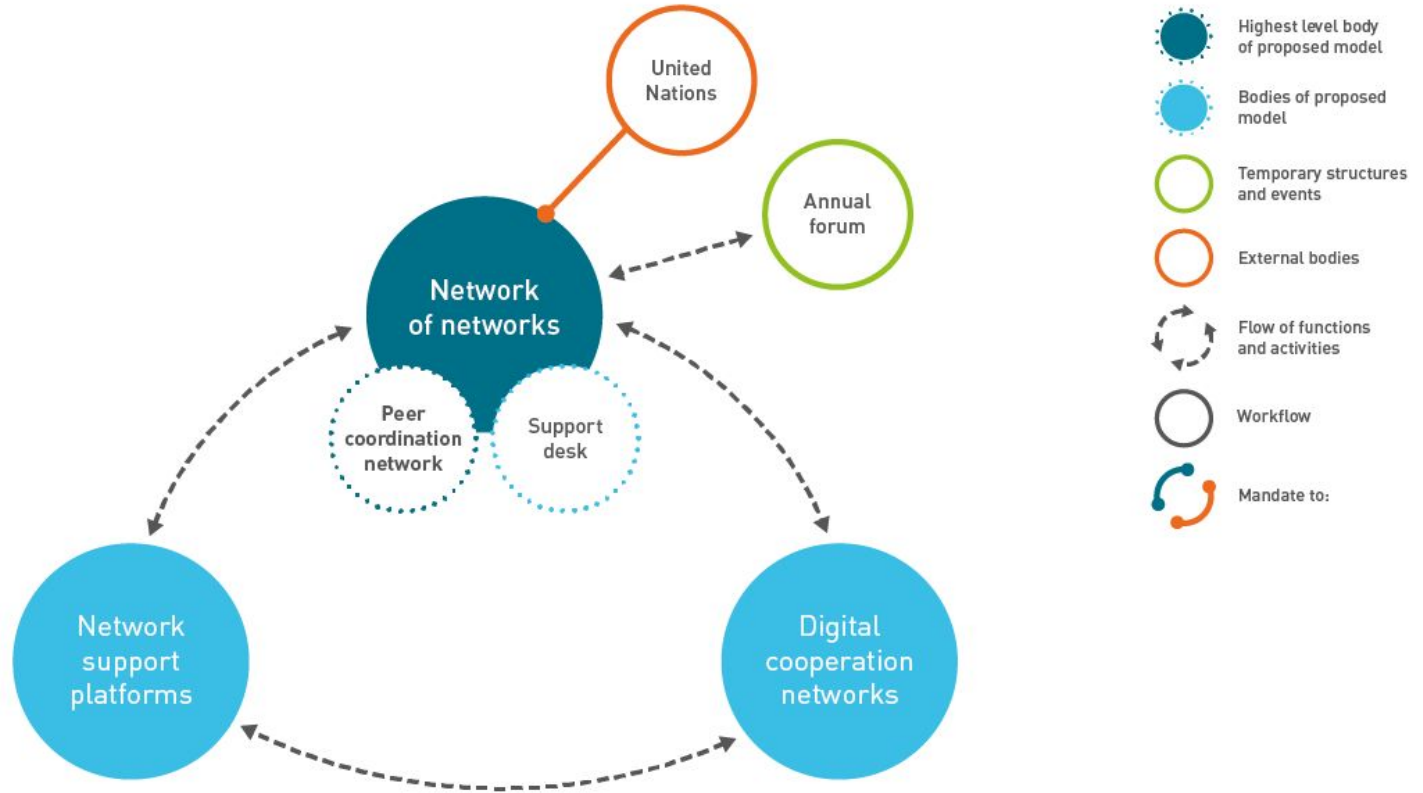 United
Nations
Annual
forum
Network
of networks
Peer
coordination
network
Support
desk
Network
support
platforms
Digital
cooperation
networks
Highest level body
of proposed model
Bodies of proposed
model
Temporary structures
and events
External bodies
Flow of functions
and activities
Workflow
Mandate to: